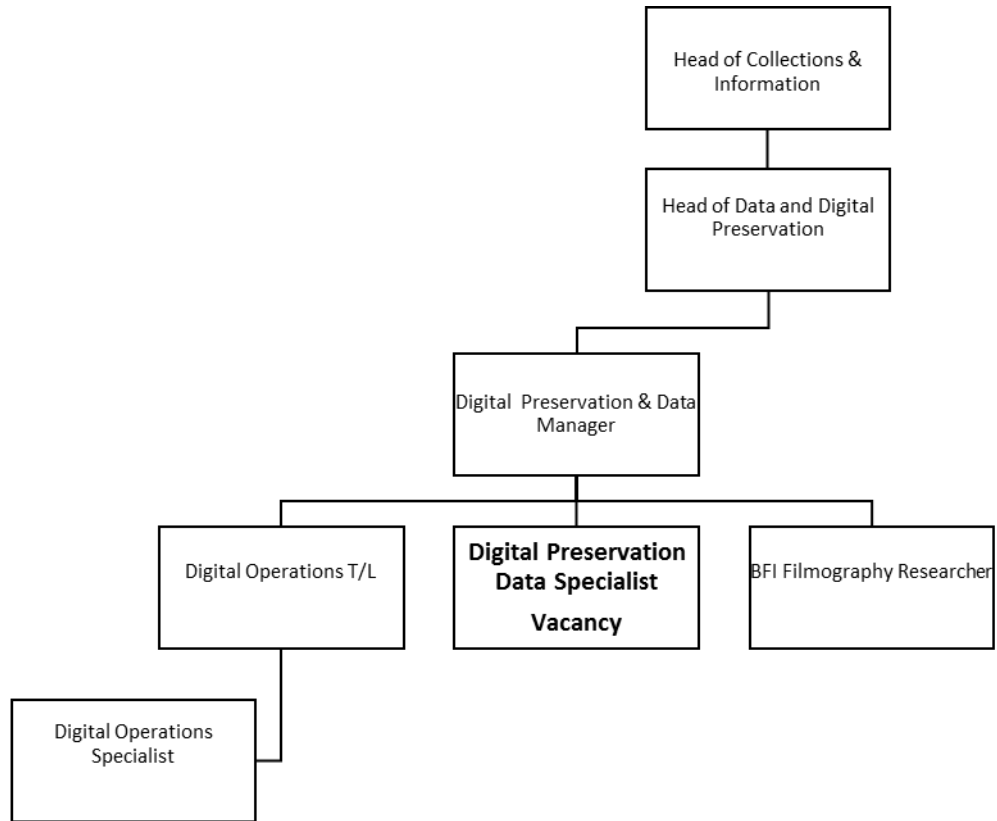 Head of Collections &
Information
Head of Data and Digital
Preservation
Digital Preservation & Data
Manager
Digital Operations T/L
Digital Preservation
Data Specialist
Vacancy
BFI Filmography Researcher
Digital Operations
Specialist